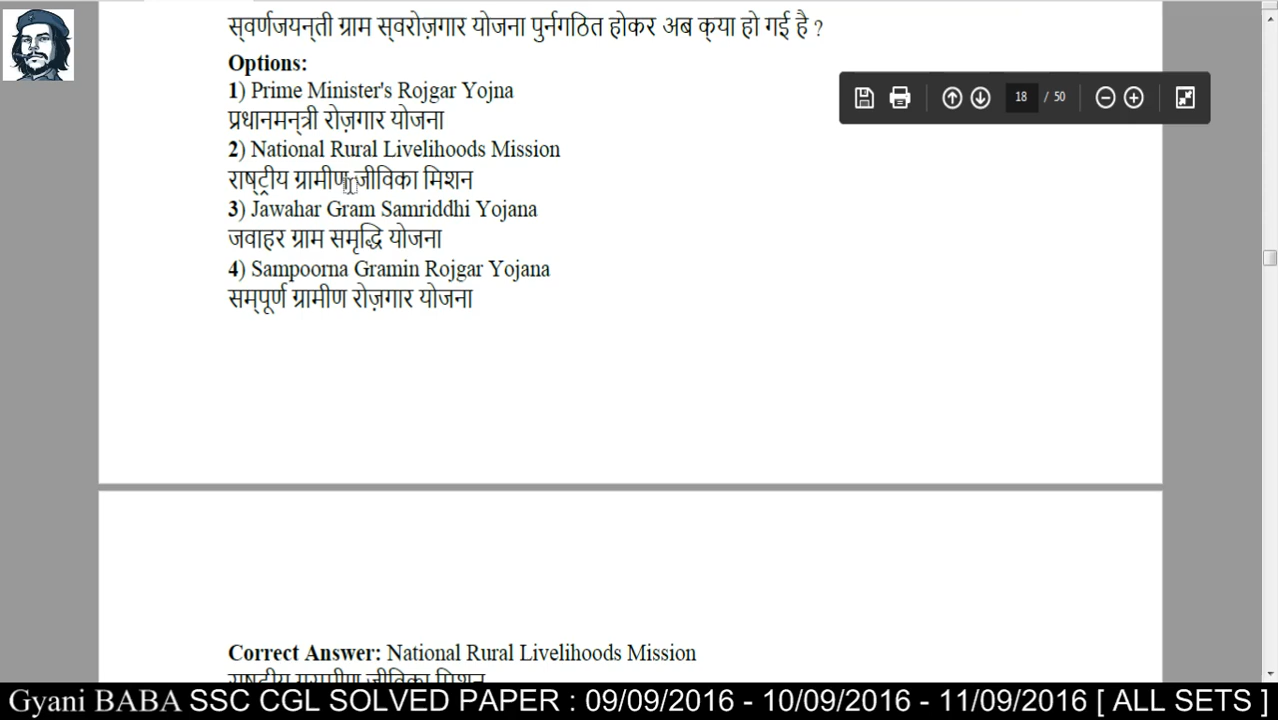 स्वर्णजयन्ती ग्राम स्वरोज़गार योजना पुर्नगठित होकर अब क्या हो गई है ?
Options:
1) Prime Minister's Rojgar Yojna
प्रधानमन्त्री रोज़गार योजना
18 / 50
2) National Rural Livelihoods Mission
राष्ट्रीय ग्रामीण जीविका मिशन
3) Jawahar Gram Samriddhi Yojana
जवाहर ग्राम समृद्धि योजना
4) Sampoorna Gramin Rojgar Yojana
सम्पूर्ण ग्रामीण रोज़गार योजना
Correct Answer: National Rural Livelihoods Mission
Gyani BABA SSC CGL SOLVED PAPER : 09/09/2016 - 10/09/2016 - 11/09/2016 [ ALL SETS ]